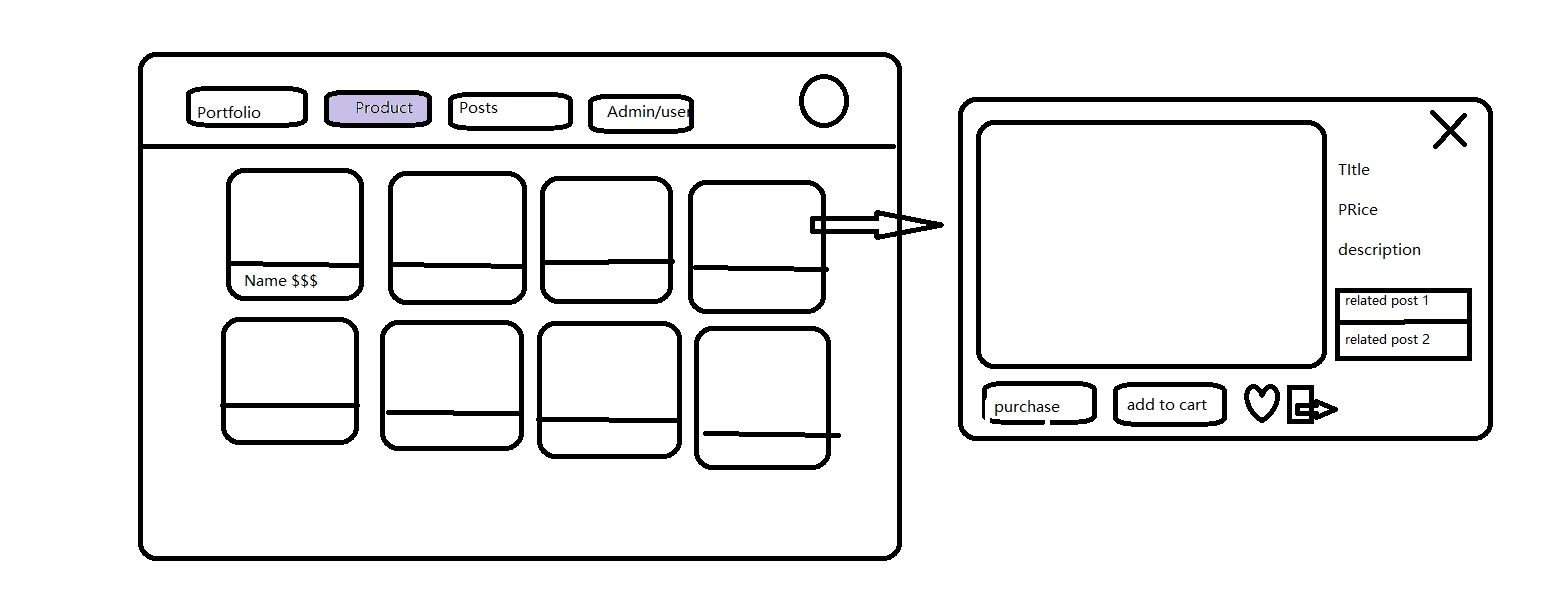 Portfolio
Product
Posts
Admin/user
Name $$$
TItle
PRice
description
related post 1
related post 2
purchase
add to cart